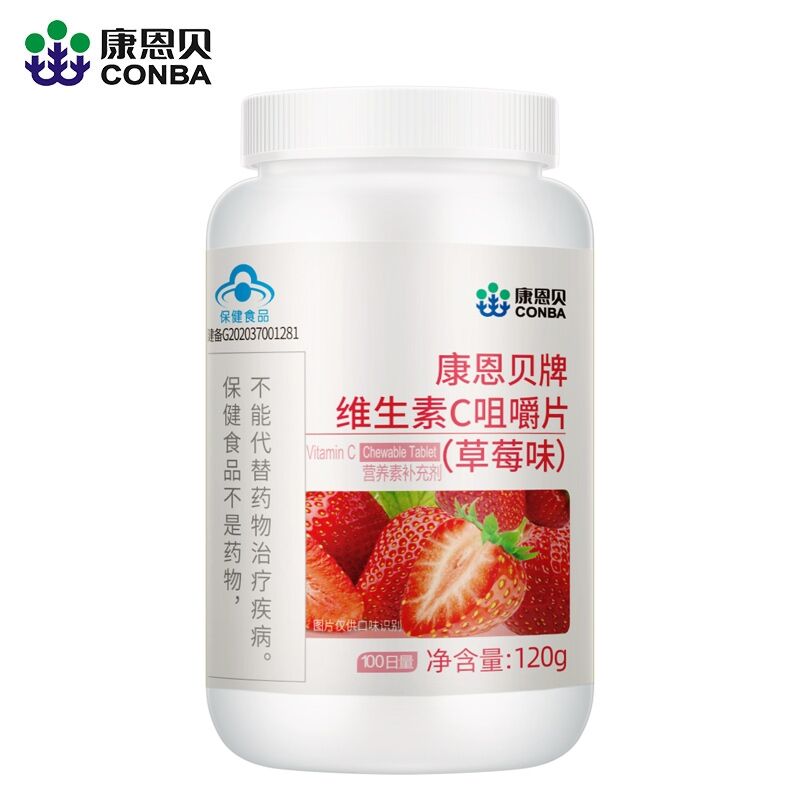 康恩贝
CONBA
保健食品
建备G202037001281
保健食品不是药物，
不能代替药物治疗疾病。
康恩贝
CONBA
康恩贝牌
维生素C咀嚼片
(草莓味)
Vitamin C Chewable Tablet
营养素补充剂
图片仅供口味识别
100日量 净含量:120g